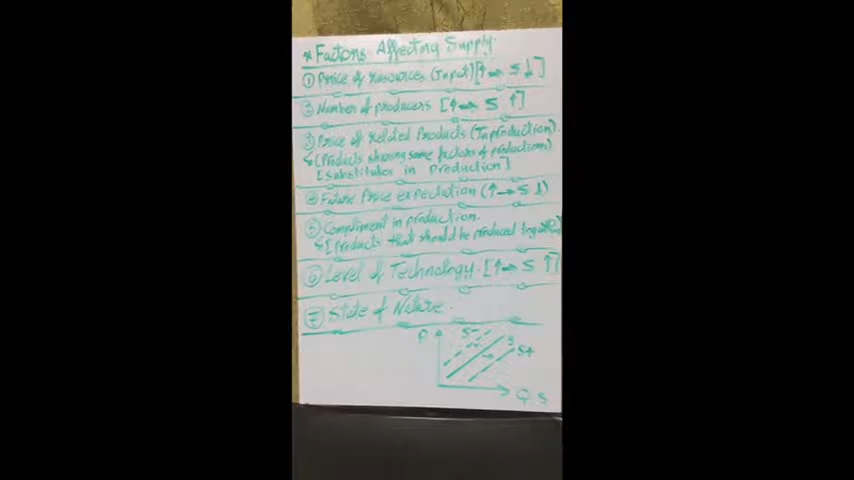 * Factors Affecting Supply.
① Price of resources (Input) [↑ → S ↓]
② Number of producers [↑ → S ↑]
③ Price of related Products (In production).
[Products sharing same factors of production)
[substitutes in production]
④ Future Price expectation (↑ → S ↓)
⑤ Compliment in production.
[products that should be produced together]
⑥ Level of Technology. [↑ → S ↑]
⑦ State of Nature.
P S- S S+
Q s